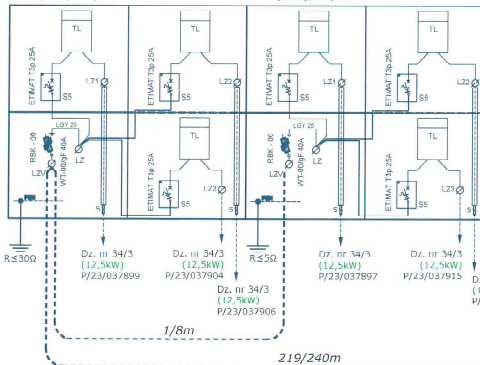 TL
TL
TL
TL
ETIMAT T3p 25A
S5
LZ1
ETIMAT T3p 25A
S5
LZ2
ETIMAT T3p 25A
S5
LZ1
ETIMAT T3p 25A
S5
LZ2
LGY 25
RBK - 00
WT-00/gF 40A
LZ
LZV
TL
ETIMAT T3p 25A
S5
LZ3
LGY 25
RBK - 00
WT-00/gF 40A
LZ
LZV
TL
ETIMAT T3p 25A
S5
LZ3
R≤30Ω
Dz. nr 34/3
(12,5kW)
P/23/037899
Dz. nr 34/3
(12,5kW)
P/23/037904
Dz. nr 34/3
(12,5kW)
P/23/037906
R≤5Ω
Dz. nr 34/3
(12,5kW)
P/23/037897
Dz. nr 34/3
(12,5kW)
P/23/037915
1/8m
219/240m